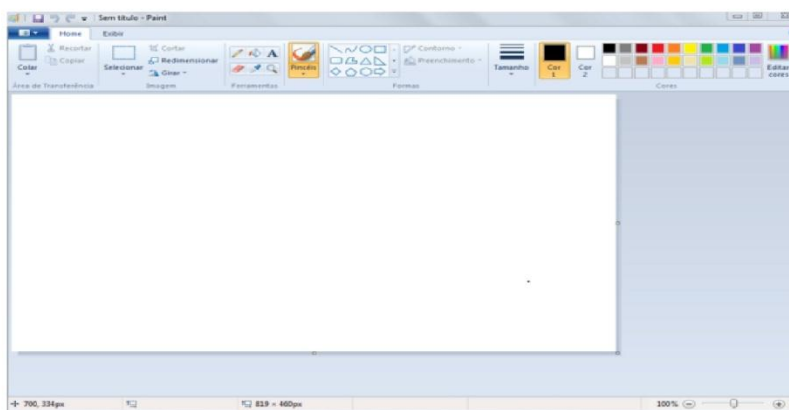 Sem título - Paint
Home Exibir
Colar
Recortar
Copiar
Área de Transferência
Selecionar
Cortar
Redimensionar
Girar
Imagem
A
Ferramentas
Pincéis
Contorno
Preenchimento
Formas
Tamanho
Cor 1
Cor 2
Editar cores
Cores
700, 334px
819 × 460px
100%